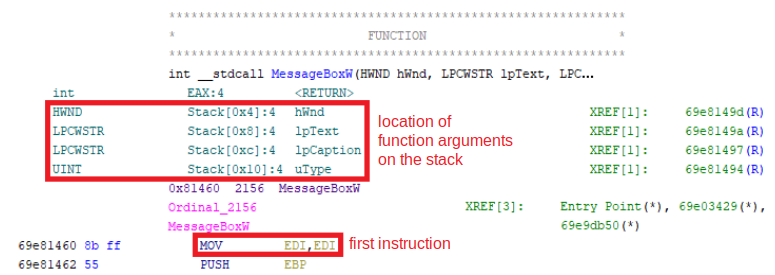 ************************************************************
* FUNCTION *
************************************************************
int __stdcall MessageBoxW(HWND hWnd, LPCWSTR lpText, LPC...
int EAX:4 <RETURN>
HWND Stack[0x4]:4 hWnd XREF[1]: 69e8149d(R)
LPCWSTR Stack[0x8]:4 lpText XREF[1]: 69e8149a(R)
LPCWSTR Stack[0xc]:4 lpCaption XREF[1]: 69e81497(R)
UINT Stack[0x10]:4 uType XREF[1]: 69e81494(R)
location of
function arguments
on the stack
0x81460 2156 MessageBoxW
Ordinal_2156 XREF[3]: Entry Point(*), 69e03429(*),
MessageBoxW 69e9db50(*)
69e81460 8b ff MOV EDI,EDI first instruction
69e81462 55 PUSH EBP